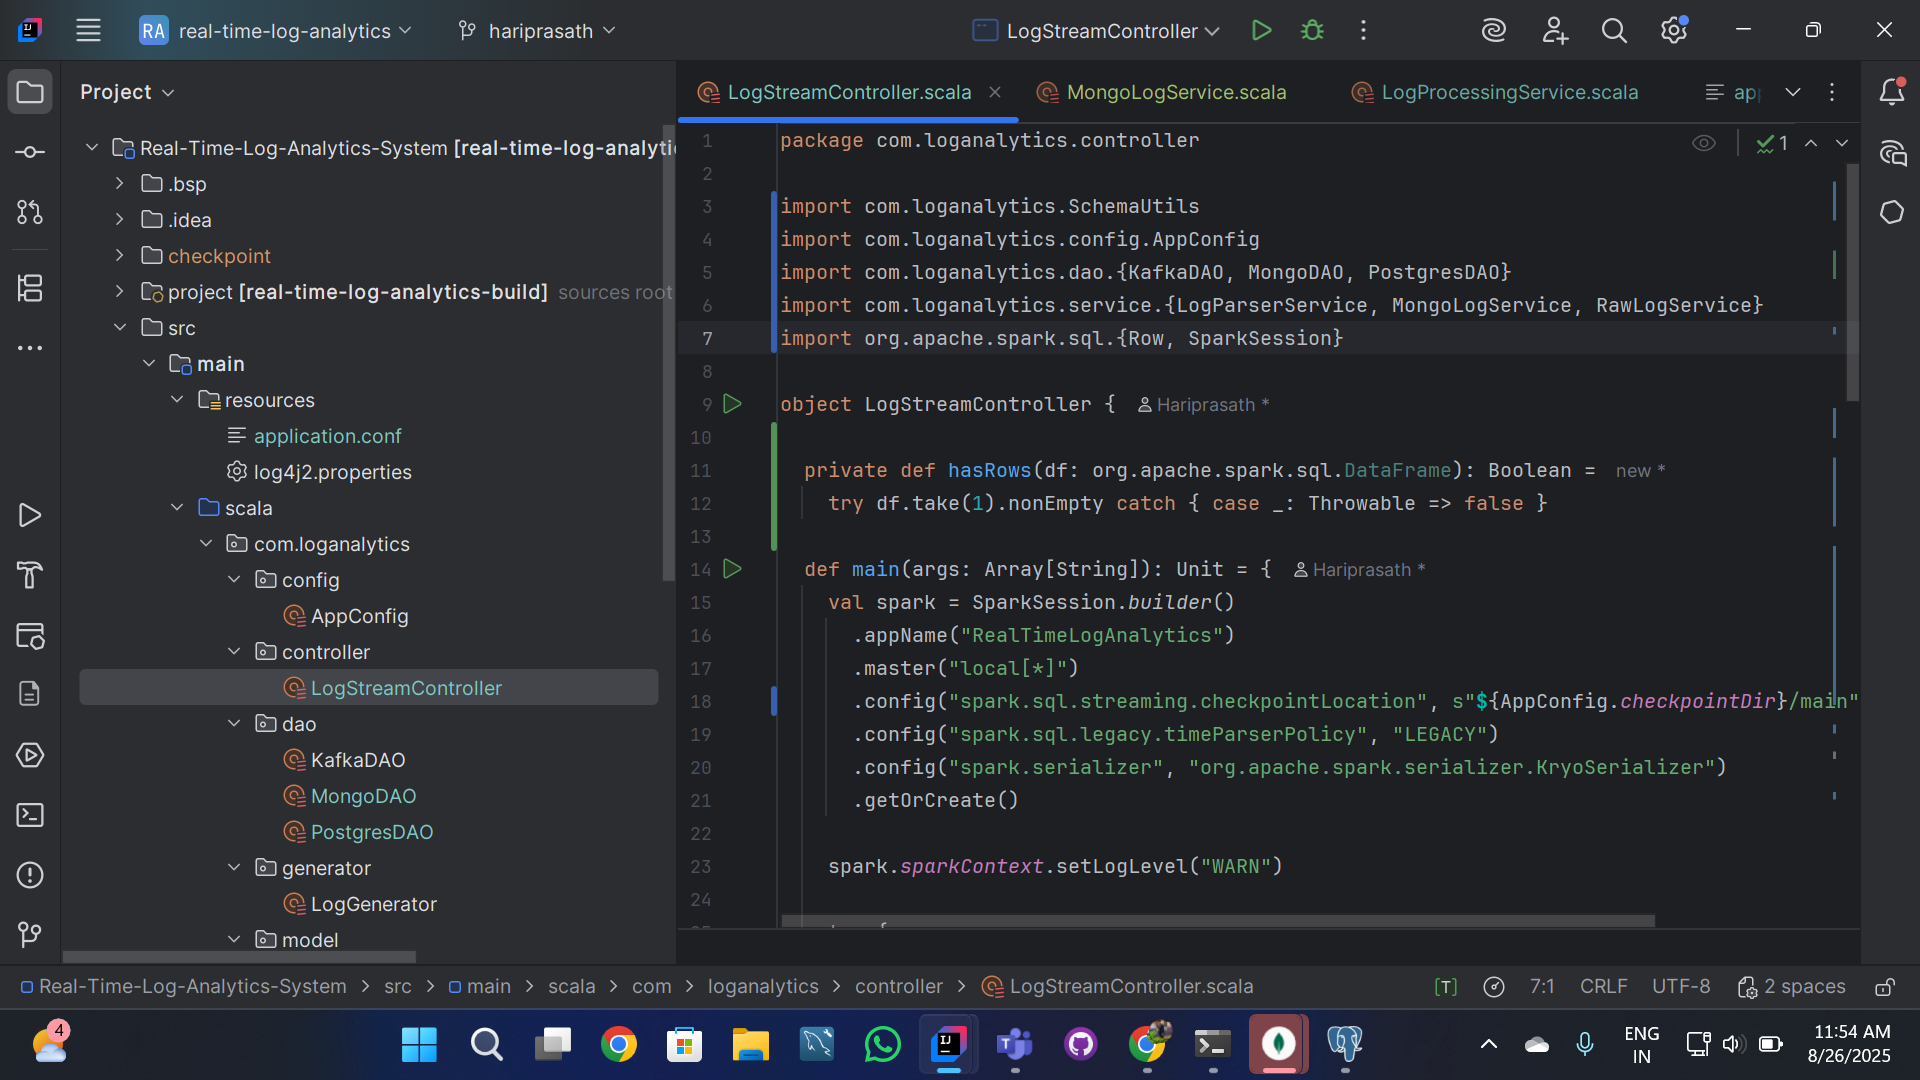 RA real-time-log-analytics
hariprasath
LogStreamController
Project
Real-Time-Log-Analytics-System [real-time-log-analyti
.bsp
.idea
checkpoint
project [real-time-log-analytics-build] sources root
src
main
resources
application.conf
log4j2.properties
scala
com.loganalytics
config
AppConfig
controller
LogStreamController
dao
KafkaDAO
MongoDAO
PostgresDAO
generator
LogGenerator
model
LogStreamController.scala
MongoLogService.scala
LogProcessingService.scala
ap
1 package com.loganalytics.controller
1
2
3 import com.loganalytics.SchemaUtils
4 import com.loganalytics.config.AppConfig
5 import com.loganalytics.dao.{KafkaDAO, MongoDAO, PostgresDAO}
6 import com.loganalytics.service.{LogParserService, MongoLogService, RawLogService}
7 import org.apache.spark.sql.{Row, SparkSession}
8
9 object LogStreamController { Hariprasath *
10
11 private def hasRows(df: org.apache.spark.sql.DataFrame): Boolean = new *
12 try df.take(1).nonEmpty catch { case _: Throwable => false }
13
14 def main(args: Array[String]): Unit = { Hariprasath *
15 val spark = SparkSession.builder()
16 .appName("RealTimeLogAnalytics")
17 .master("local[*]")
18 .config("spark.sql.streaming.checkpointLocation", s"${AppConfig.checkpointDir}/main"
19 .config("spark.sql.legacy.timeParserPolicy", "LEGACY")
20 .config("spark.serializer", "org.apache.spark.serializer.KryoSerializer")
21 .getOrCreate()
22
23 spark.sparkContext.setLogLevel("WARN")
24
Real-Time-Log-Analytics-System > src > main > scala > com > loganalytics > controller > LogStreamController.scala
[T] 7:1 CRLF UTF-8 2 spaces
4
ENG
IN
11:54 AM
8/26/2025